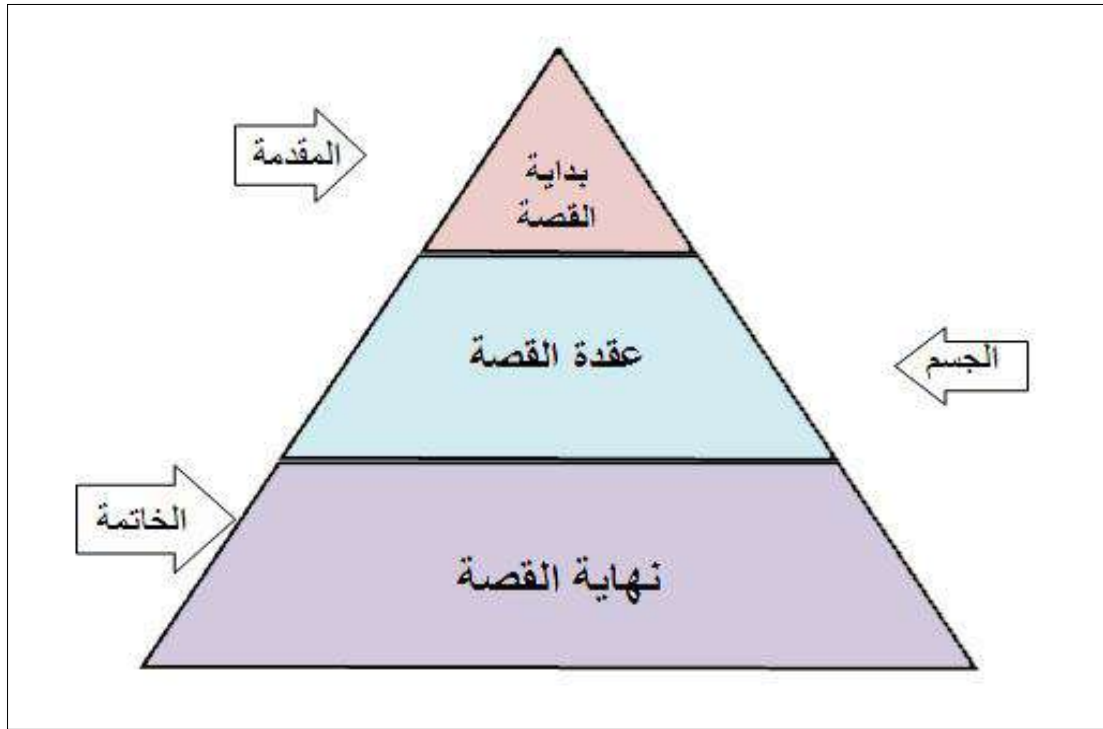 المقدمة
بداية
القصة
عقدة القصة
الجسم
الخاتمة
نهاية القصة